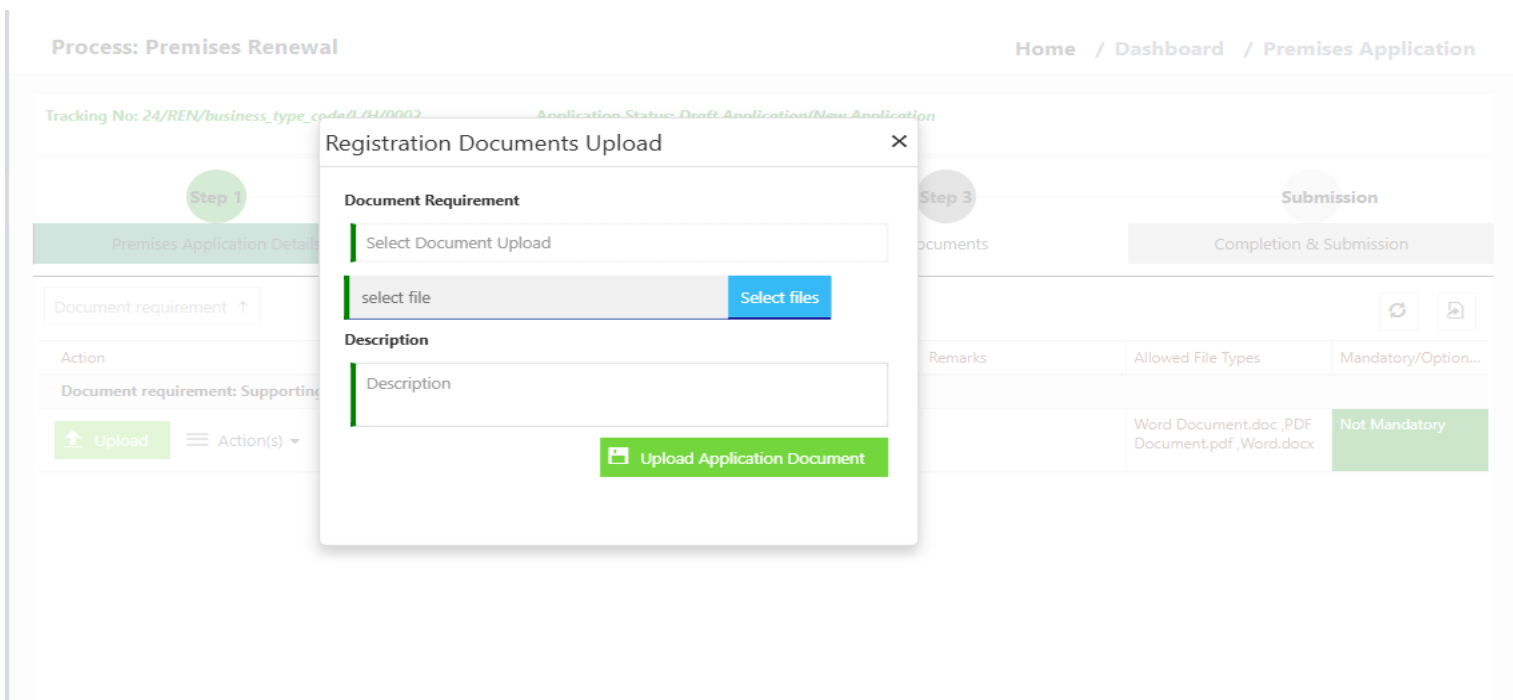 Process: Premises Renewal
Home / Dashboard / Premises Application
Tracking No: 24/REN/business_type_code/L/H/0002
Application Status: Draft Application/New Application
Registration Documents Upload
Step 1
Step 3
Submission
Premises Application Details
Completion & Submission
Document Requirement
Select Document Upload
select file
Select files
Description
Description
Upload Application Document
Document requirement ↑
Action
Remarks
Allowed File Types
Mandatory/Option...
Document requirement: Supporting
Upload
Action(s)
Word Document.doc ,PDF
Document.pdf ,Word.docx
Not Mandatory